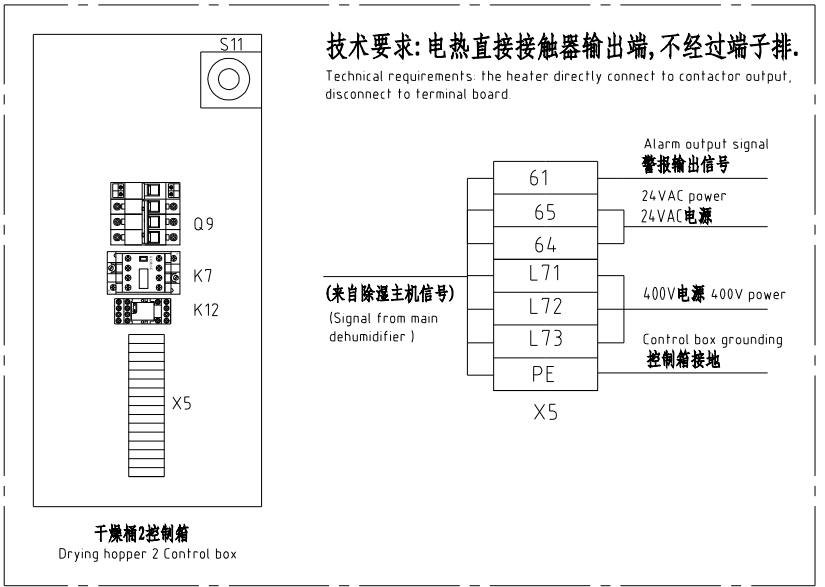 S11
技术要求: 电热直接接触器输出端, 不经过端子排.
Technical requirements: the heater directly connect to contactor output,
disconnect to terminal board.
Q9
K7
K12
X5
干燥桶2控制箱
Drying hopper 2 Control box
(来自除湿主机信号)
(Signal from main
dehumidifier )
61
65
64
L71
L72
L73
PE
X5
Alarm output signal
警报输出信号
24VAC power
24VAC电源
400V电源 400V power
Control box grounding
控制箱接地